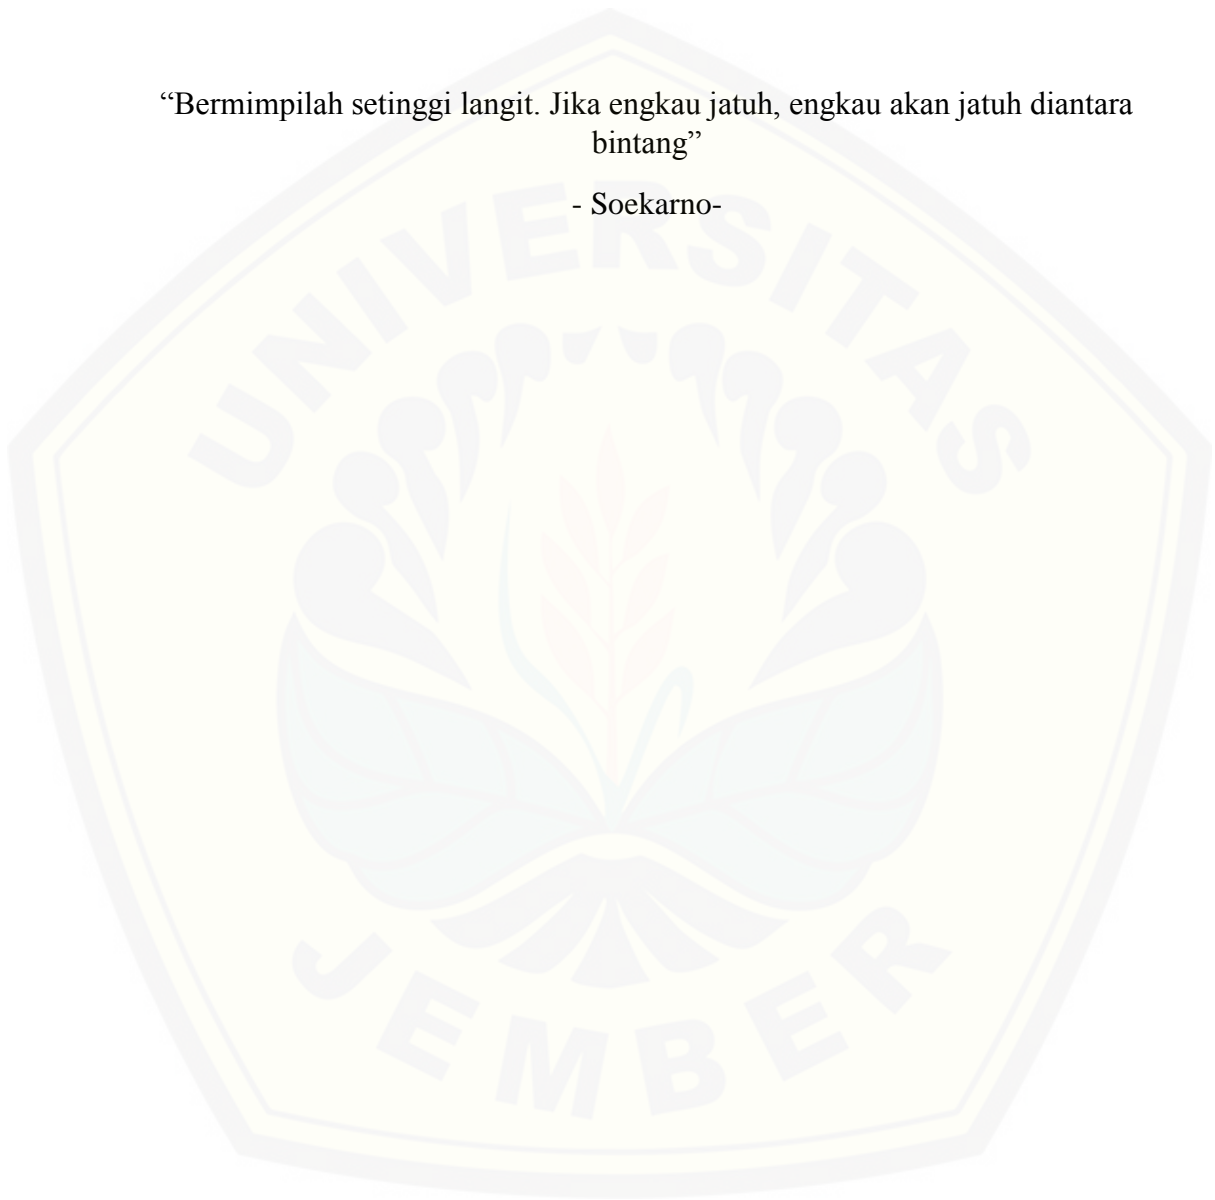 “Bermimpilah setinggi langit. Jika engkau jatuh, engkau akan jatuh diantara
bintang”
- Soekarno-
UNIVERSITAS
JEMBER